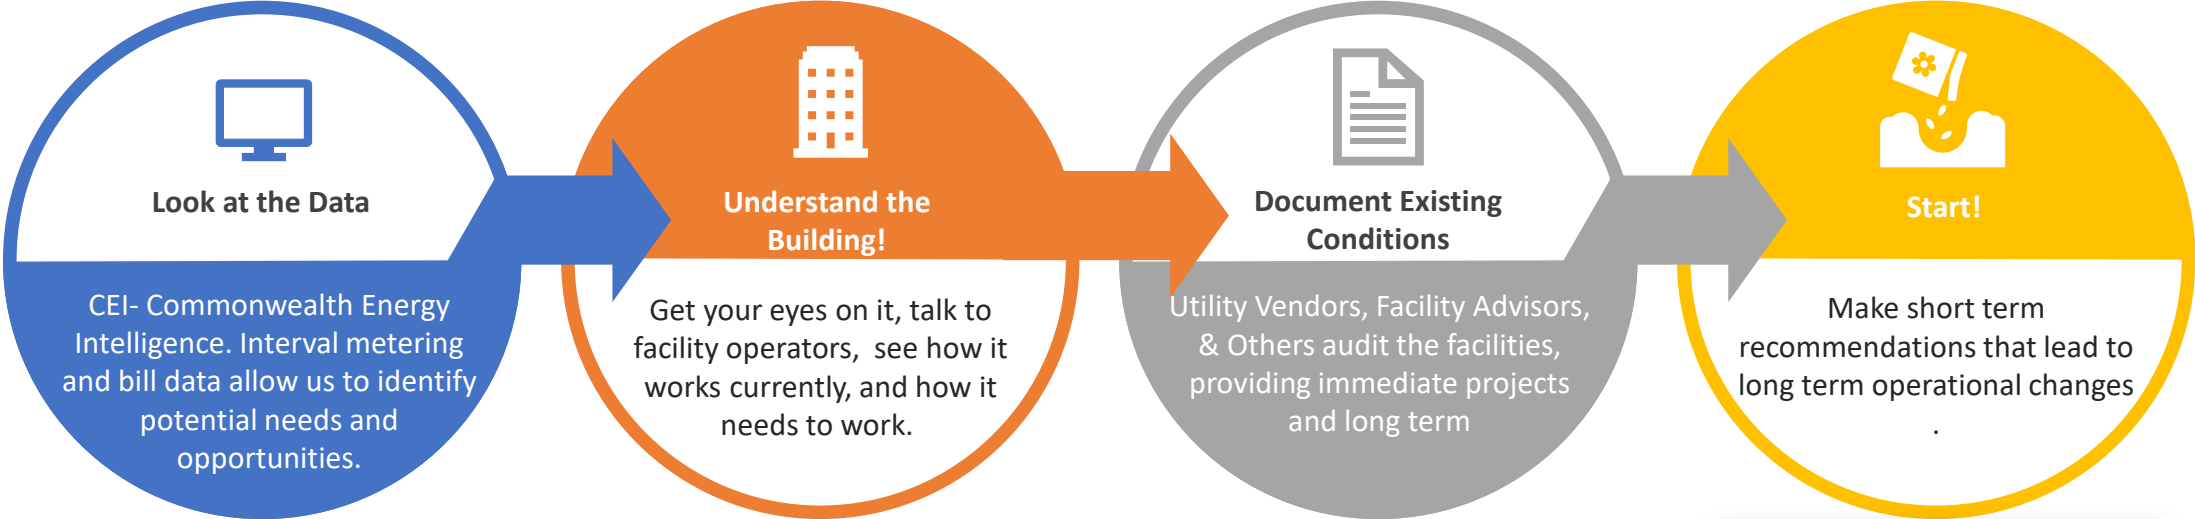 Look at the Data
CEI- Commonwealth Energy
Intelligence. Interval metering
and bill data allow us to identify
potential needs and
opportunities.
Understand the
Building!
Get your eyes on it, talk to
facility operators,  see how it
works currently, and how it
needs to work.
Document Existing
Conditions
Utility Vendors, Facility Advisors,
& Others audit the facilities,
providing immediate projects
and long term
Start!
Make short term
recommendations that lead to
long term operational changes
.